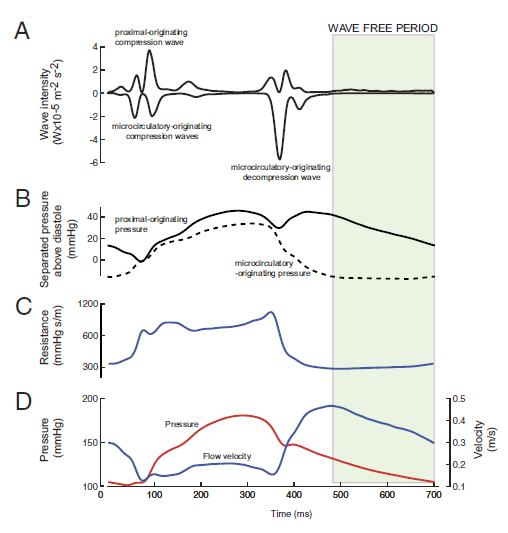 A
WAVE FREE PERIOD
proximal-originating
compression wave
4
2
0
-2
-4
-6
Wave intensity
(Wx10-5 m-2 s-2)
microcirculatory-originating
compression waves
microcirculatory-originating
decompression wave
B
proximal-originating
pressure
40
20
0
Separated pressure
above diastole
(mmHg)
microcirculatory
-originating pressure
C
1200
600
300
Resistance
(mmHg s/m)
D
200
150
100
Pressure
(mmHg)
Pressure
Flow velocity
0.5
0.4
0.3
0.2
0.1
Velocity
(m/s)
0 100 200 300 400 500 600 700
Time (ms)